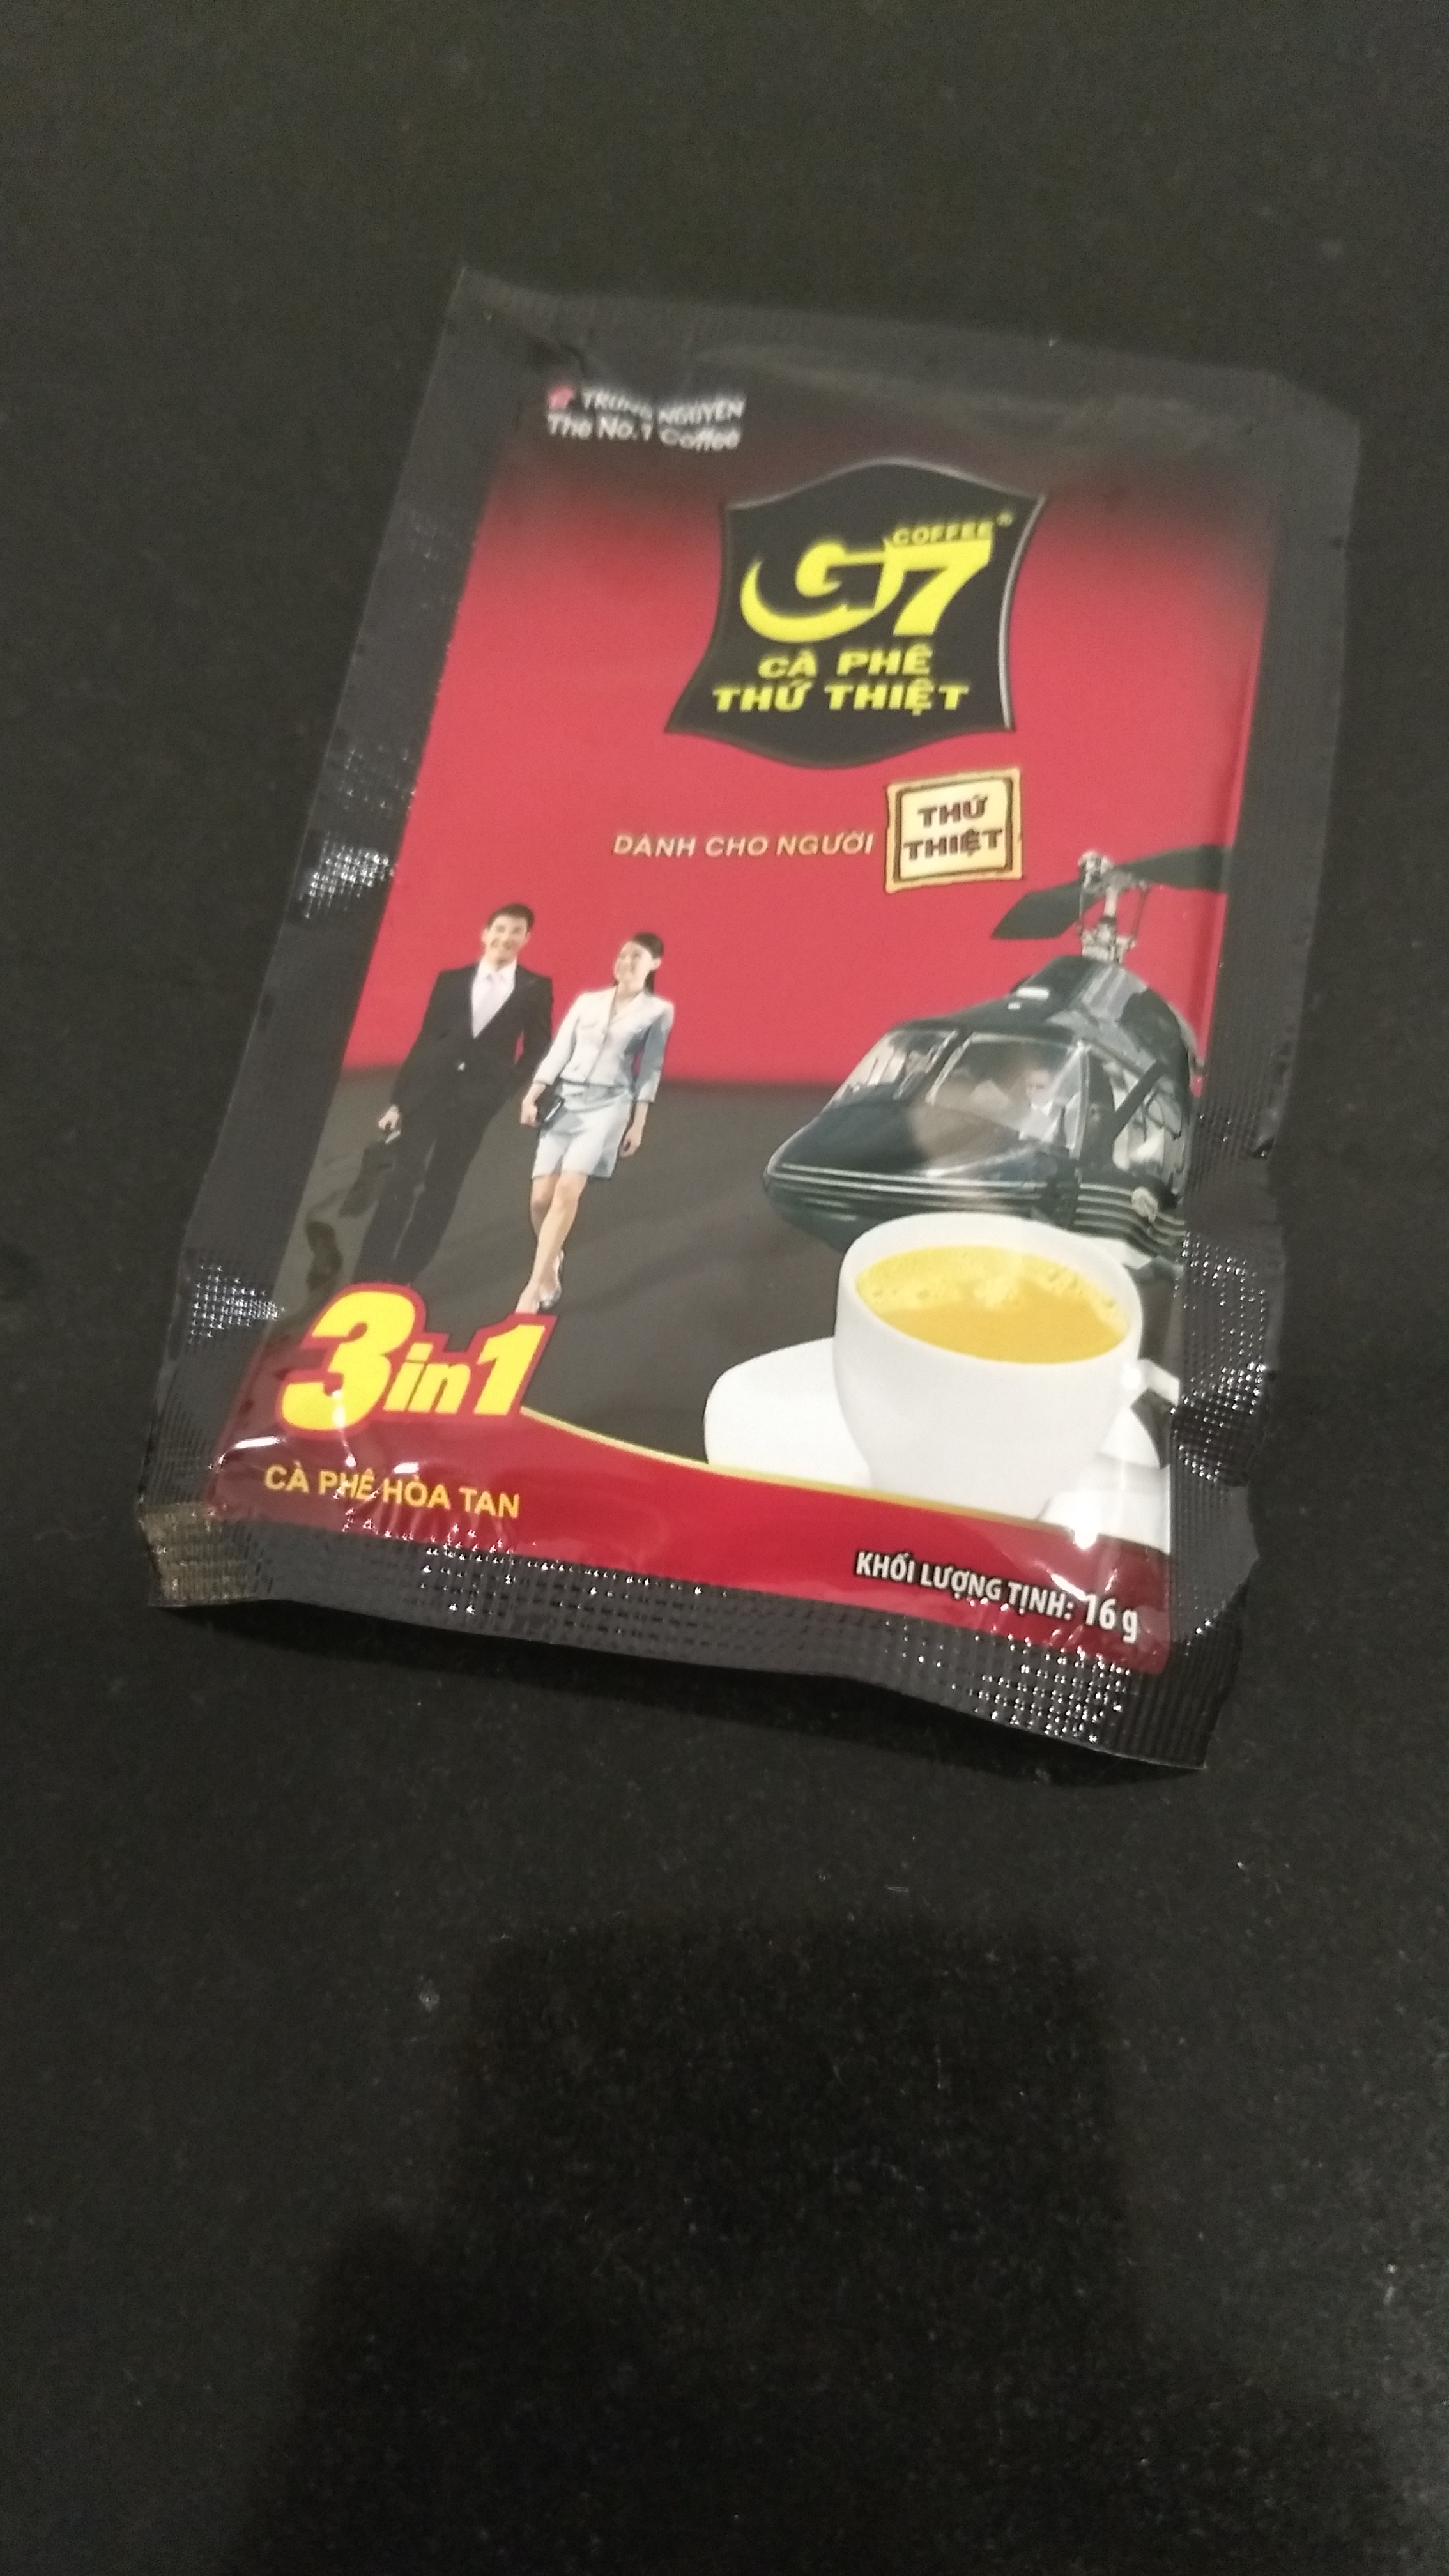 TRUNG NGUYÊN
The No.1 Coffee
COFFEE®
G7
CÀ PHÊ
THỨ THIỆT
DÀNH CHO NGƯỜI
THỨ
THIỆT
3in1
CÀ PHÊ HÒA TAN
KHỐI LƯỢNG TỊNH: 16 g